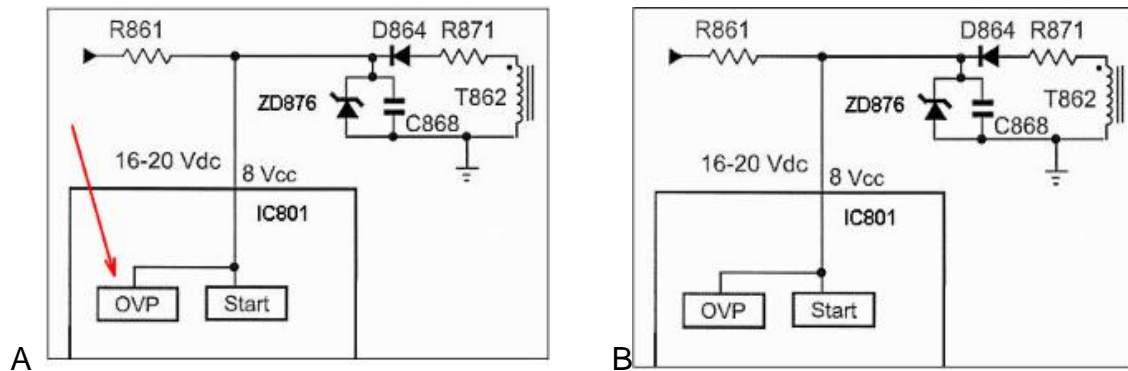 R861
D864
R871
ZD876
C868
T862
16-20 Vdc
8 Vcc
IC801
OVP
Start
A
R861
D864
R871
ZD876
C868
T862
16-20 Vdc
8 Vcc
IC801
OVP
Start
B